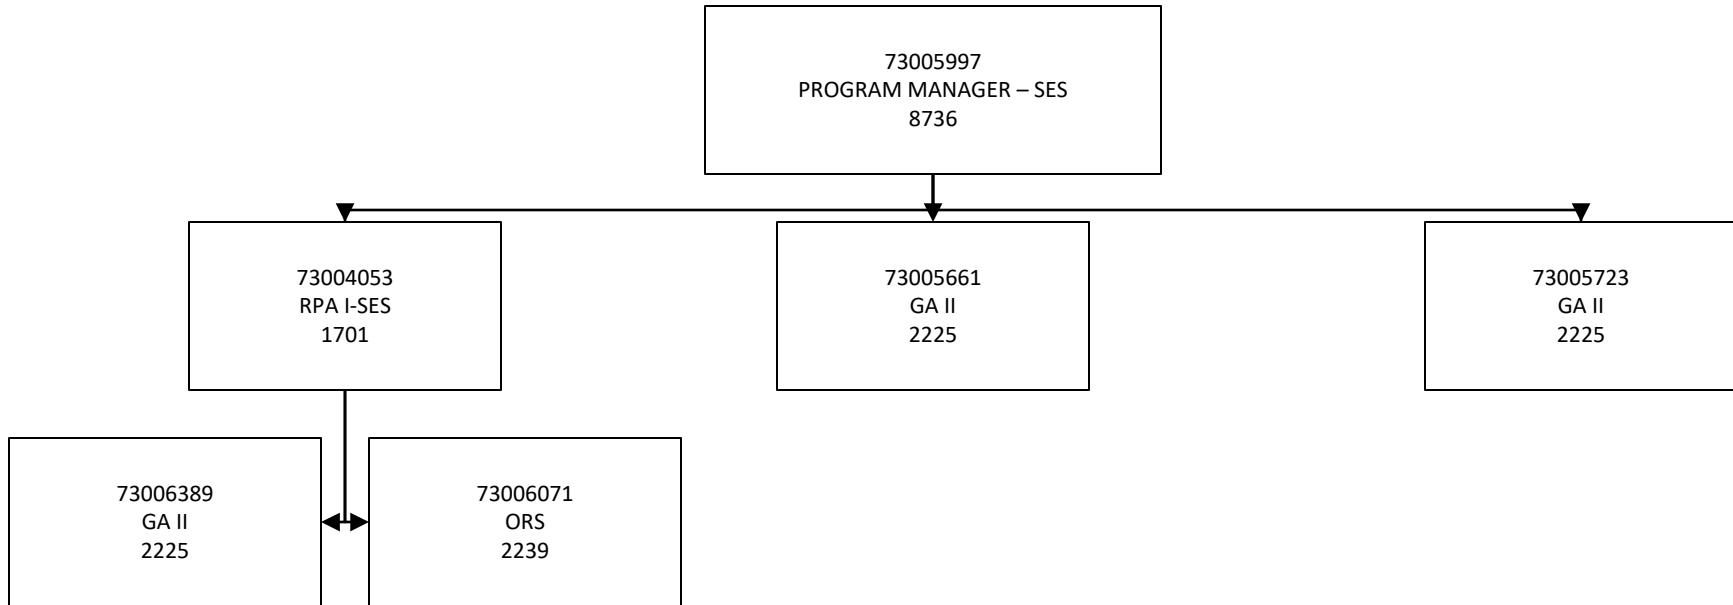 73005997
PROGRAM MANAGER – SES
8736
73004053
RPA I-SES
1701
73005661
GA II
2225
73005723
GA II
2225
73006389
GA II
2225
73006071
ORS
2239